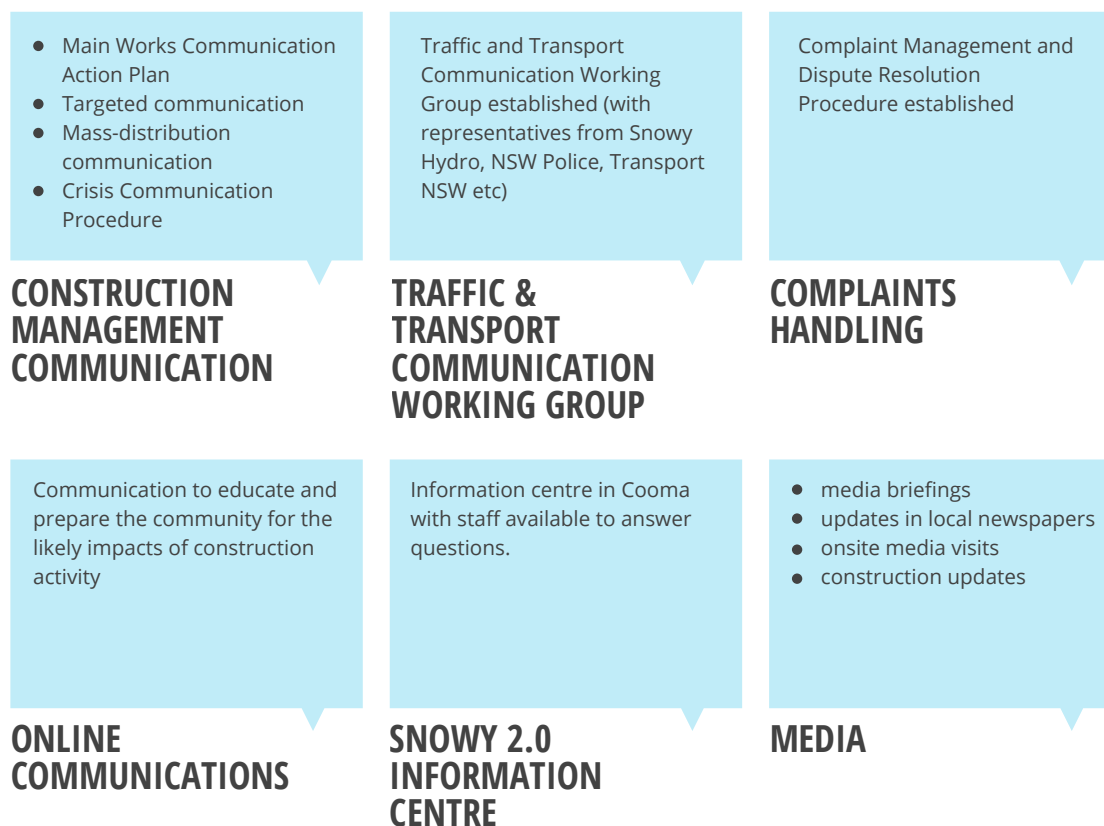 ● Main Works Communication
Action Plan
● Targeted communication
● Mass-distribution
communication
● Crisis Communication
Procedure
CONSTRUCTION
MANAGEMENT
COMMUNICATION
Traffic and Transport
Communication Working
Group established (with
representatives from Snowy
Hydro, NSW Police, Transport
NSW etc)
TRAFFIC &
TRANSPORT
COMMUNICATION
WORKING GROUP
Complaint Management and
Dispute Resolution
Procedure established
COMPLAINTS
HANDLING
Communication to educate and
prepare the community for the
likely impacts of construction
activity
ONLINE
COMMUNICATIONS
Information centre in Cooma
with staff available to answer
questions.
SNOWY 2.0
INFORMATION
CENTRE
● media briefings
● updates in local newspapers
● onsite media visits
● construction updates
MEDIA